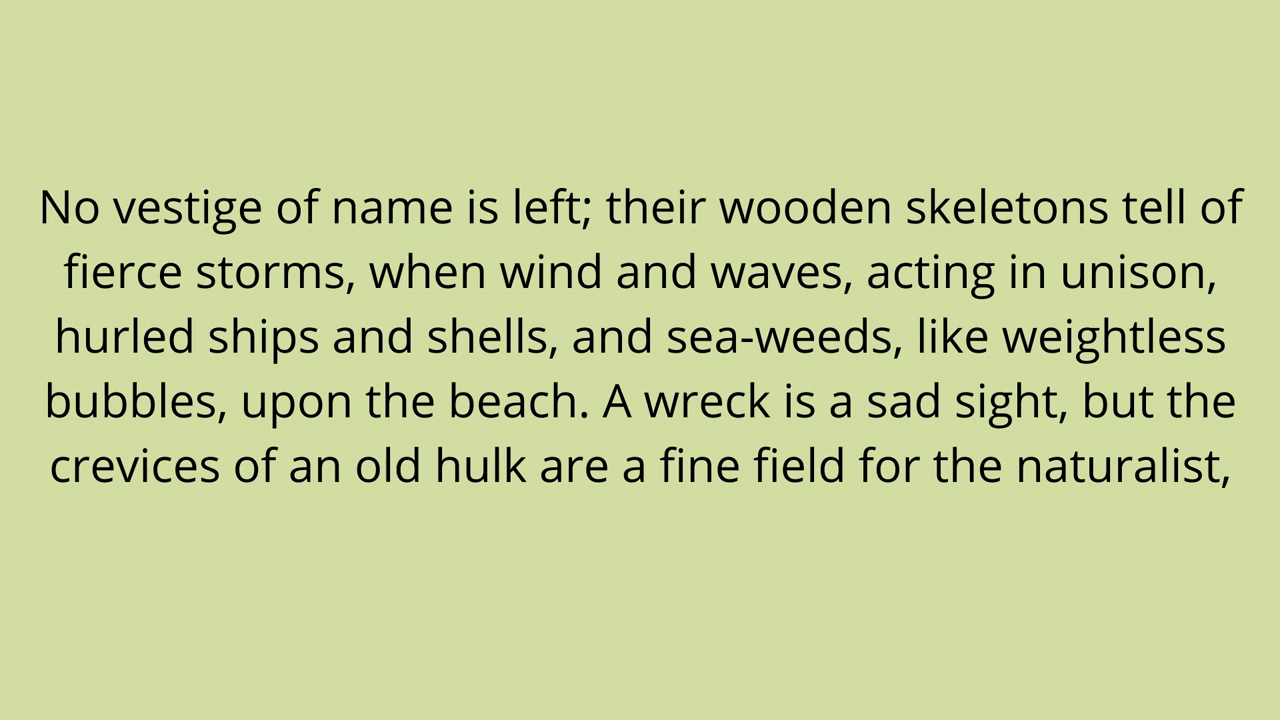 No vestige of name is left; their wooden skeletons tell of
fierce storms, when wind and waves, acting in unison,
hurled ships and shells, and sea-weeds, like weightless
bubbles, upon the beach. A wreck is a sad sight, but the
crevices of an old hulk are a fine field for the naturalist,